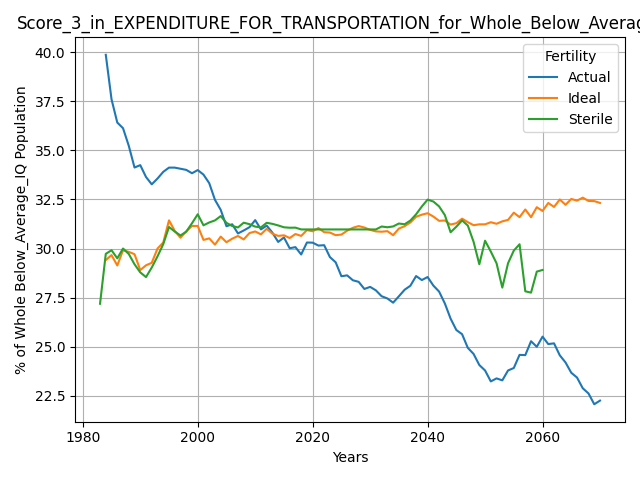 Score_3_in_EXPENDITURE_FOR_TRANSPORTATION_for_Whole_Below_Averag
Fertility
Actual
Ideal
Sterile
% of Whole Below_Average_IQ Population
40.0
37.5
35.0
32.5
30.0
27.5
25.0
22.5
1980 2000 2020 2040 2060
Years